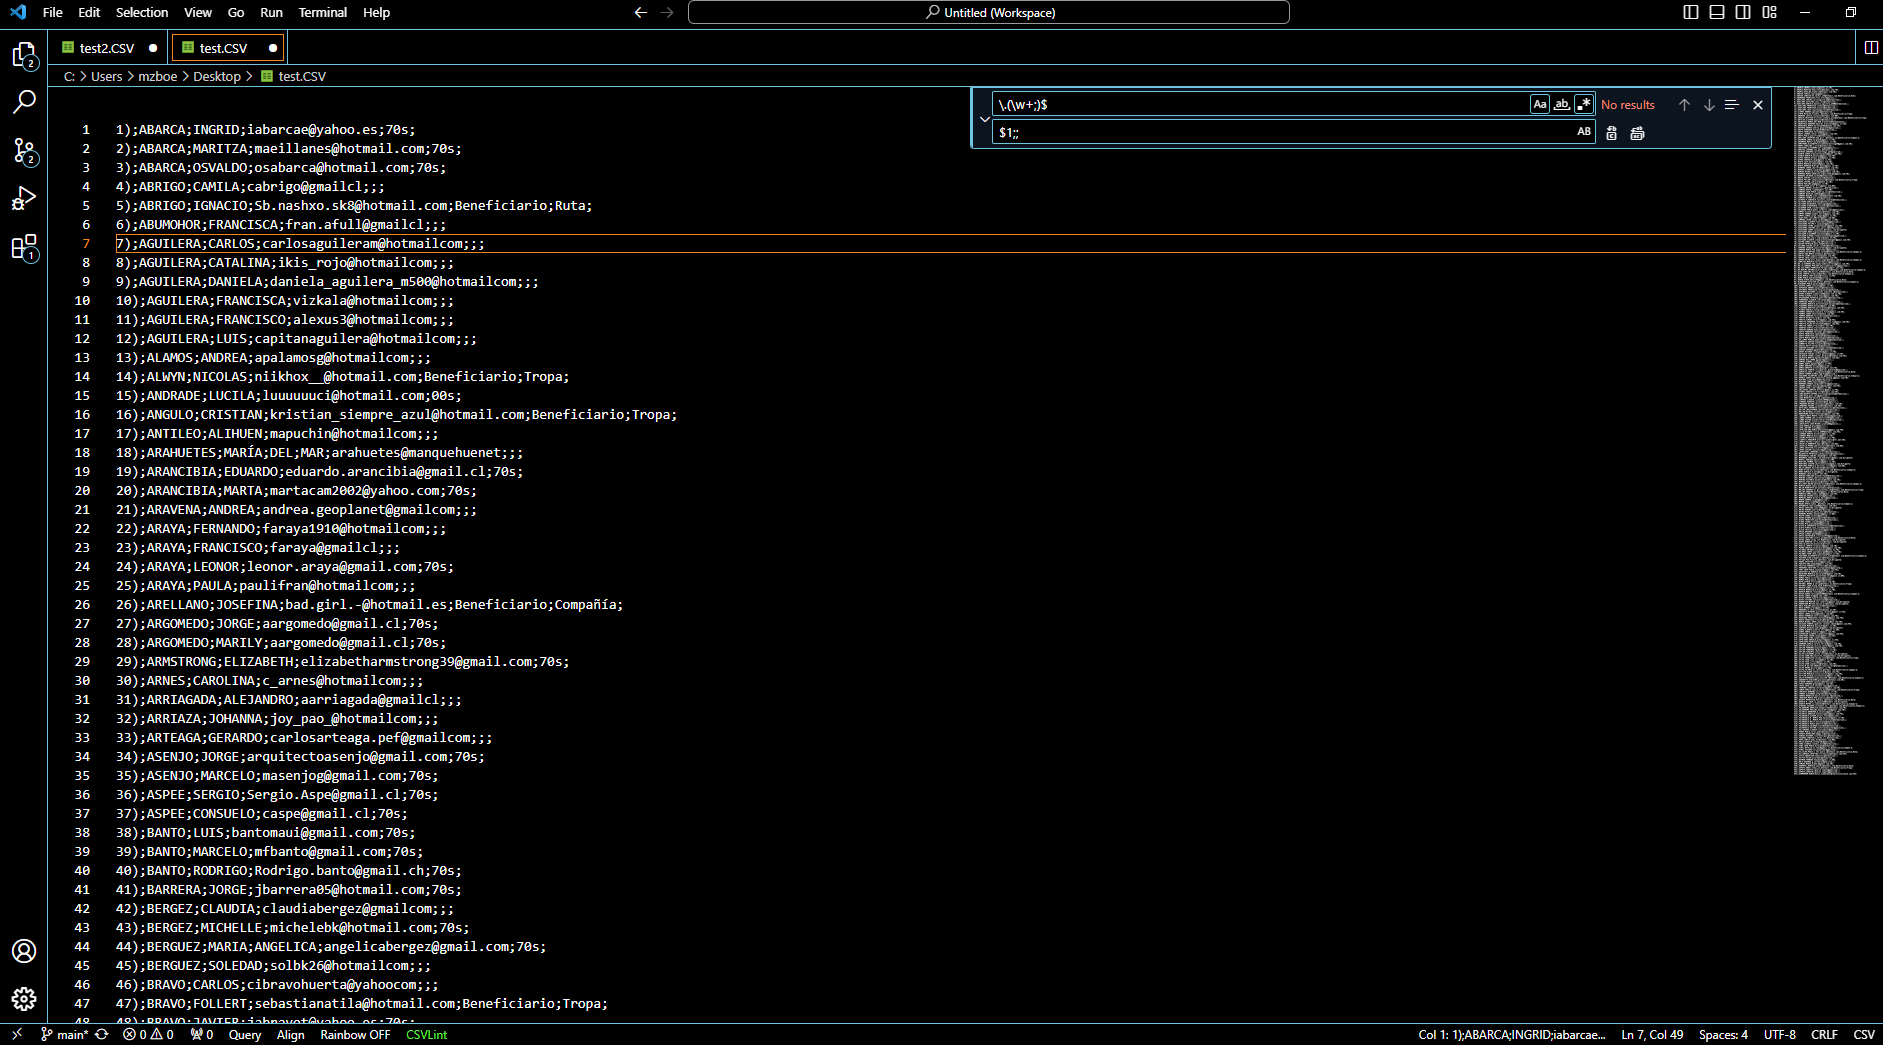 File Edit Selection View Go Run Terminal Help
Untitled (Workspace)
test2.CSV
test.CSV
C: > Users > mzboe > Desktop > test.CSV
\.(\w+;)$
Aa ab .* No results
$1;;
AB
2
2
1
1 1);ABARCA;INGRID;iabarcae@yahoo.es;70s;
2 2);ABARCA;MARITZA;maeillanes@hotmail.com;70s;
3 3);ABARCA;OSVALDO;osabarca@hotmail.com;70s;
4 4);ABRIGO;CAMILA;cabrigo@gmailcl;;;
5 5);ABRIGO;IGNACIO;Sb.nashxo.sk8@hotmail.com;Beneficiario;Ruta;
6 6);ABUMOHOR;FRANCISCA;fran.afull@gmailcl;;;
7 7);AGUILERA;CARLOS;carlosaguileram@hotmailcom;;;
8 8);AGUILERA;CATALINA;ikis_rojo@hotmailcom;;;
9 9);AGUILERA;DANIELA;daniela_aguilera_m500@hotmailcom;;;
10 10);AGUILERA;FRANCISCA;vizkala@hotmailcom;;;
11 11);AGUILERA;FRANCISCO;alexus3@hotmailcom;;;
12 12);AGUILERA;LUIS;capitanaguilera@hotmailcom;;;
13 13);ALAMOS;ANDREA;apalamosg@hotmailcom;;;
14 14);ALWYN;NICOLAS;niikhox__@hotmail.com;Beneficiario;Tropa;
15 15);ANDRADE;LUCILA;luuuuuuci@hotmail.com;00s;
16 16);ANGULO;CRISTIAN;kristian_siempre_azul@hotmail.com;Beneficiario;Tropa;
17 17);ANTILEO;ALIHUEN;mapuchin@hotmailcom;;;
18 18);ARAHUETES;MARÍA;DEL;MAR;arahuetes@manquehuenet;;;
19 19);ARANCIBIA;EDUARDO;eduardo.arancibia@gmail.cl;70s;
20 20);ARANCIBIA;MARTA;martacam2002@yahoo.com;70s;
21 21);ARAVENA;ANDREA;andrea.geoplanet@gmailcom;;;
22 22);ARAYA;FERNANDO;faraya1910@hotmailcom;;;
23 23);ARAYA;FRANCISCO;faraya@gmailcl;;;
24 24);ARAYA;LEONOR;leonor.araya@gmail.com;70s;
25 25);ARAYA;PAULA;paulifran@hotmailcom;;;
26 26);ARELLANO;JOSEFINA;bad.girl.-@hotmail.es;Beneficiario;Compañía;
27 27);ARGOMEDO;JORGE;aargomedo@gmail.cl;70s;
28 28);ARGOMEDO;MARILY;aargomedo@gmail.cl;70s;
29 29);ARMSTRONG;ELIZABETH;elizabetharmstrong39@gmail.com;70s;
30 30);ARNES;CAROLINA;c_arnes@hotmailcom;;;
31 31);ARRIAGADA;ALEJANDRO;aarriagada@gmailcl;;;
32 32);ARRIAZA;JOHANNA;joy_pao_@hotmailcom;;;
33 33);ARTEAGA;GERARDO;carlosarteaga.pef@gmailcom;;;
34 34);ASENJO;JORGE;arquitectoasenjo@gmail.com;70s;
35 35);ASENJO;MARCELO;masenjog@gmail.com;70s;
36 36);ASPEE;SERGIO;Sergio.Aspe@gmail.cl;70s;
37 37);ASPEE;CONSUELO;caspe@gmail.cl;70s;
38 38);BANTO;LUIS;bantomaui@gmail.com;70s;
39 39);BANTO;MARCELO;mfbanto@gmail.com;70s;
40 40);BANTO;RODRIGO;Rodrigo.banto@gmail.ch;70s;
41 41);BARRERA;JORGE;jbarrera05@hotmail.com;70s;
42 42);BERGEZ;CLAUDIA;claudiabergez@gmailcom;;;
43 43);BERGEZ;MICHELLE;michelebk@hotmail.com;70s;
44 44);BERGUEZ;MARIA;ANGELICA;angelicabergez@gmail.com;70s;
45 45);BERGUEZ;SOLEDAD;solbk26@hotmailcom;;;
46 46);BRAVO;CARLOS;cibravohuerta@yahoocom;;;
47 47);BRAVO;FOLLERT;sebastianatila@hotmail.com;Beneficiario;Tropa;
48 48);BRAVO;JAVIER;jabravot@yahoo.es;70s;
main* 0 0 0 Query Align Rainbow OFF CSVLint
Col 1: 1);ABARCA;INGRID;iabarcae... Ln 7, Col 49 Spaces: 4 UTF-8 CRLF CSV